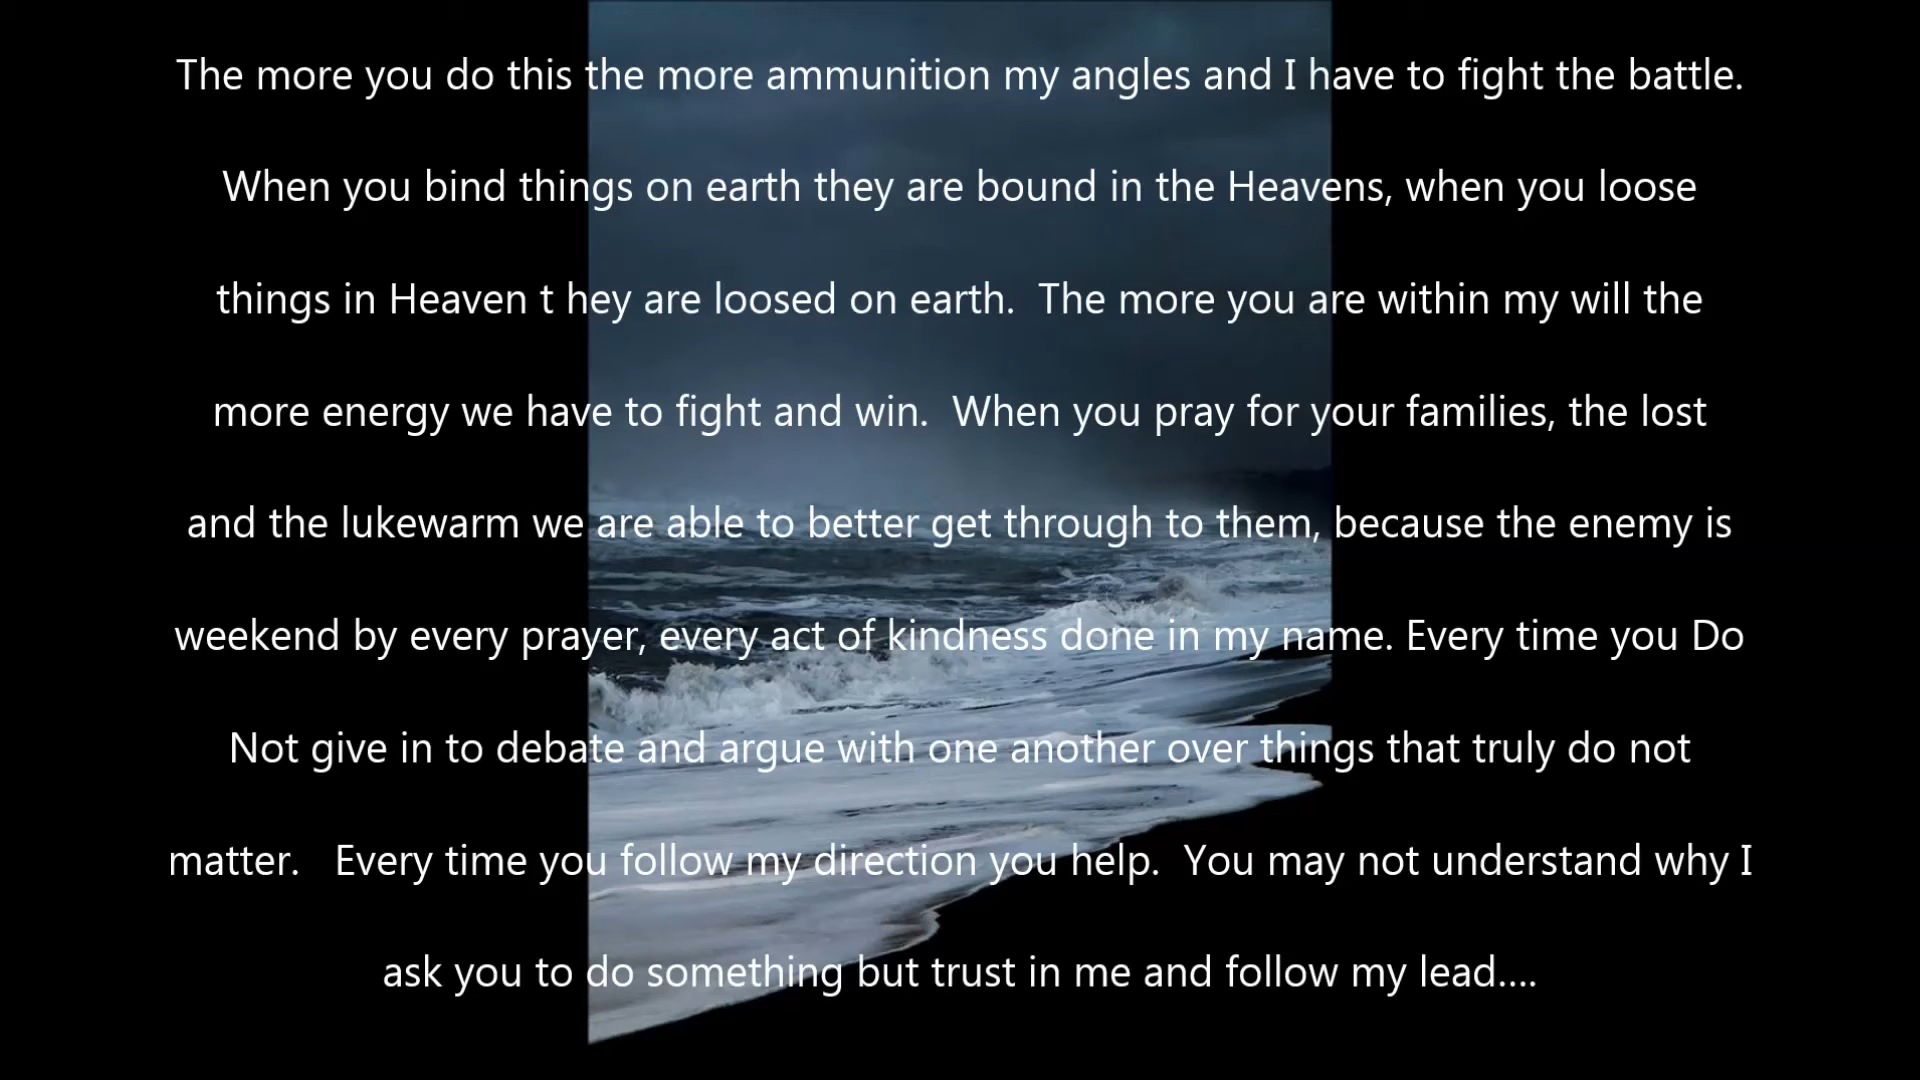 The more you do this the more ammunition my angles and I have to fight the battle.
When you bind things on earth they are bound in the Heavens, when you loose
things in Heaven t hey are loosed on earth.  The more you are within my will the
more energy we have to fight and win.  When you pray for your families, the lost
and the lukewarm we are able to better get through to them, because the enemy is
weekend by every prayer, every act of kindness done in my name. Every time you Do
Not give in to debate and argue with one another over things that truly do not
matter.   Every time you follow my direction you help.  You may not understand why I
ask you to do something but trust in me and follow my lead....